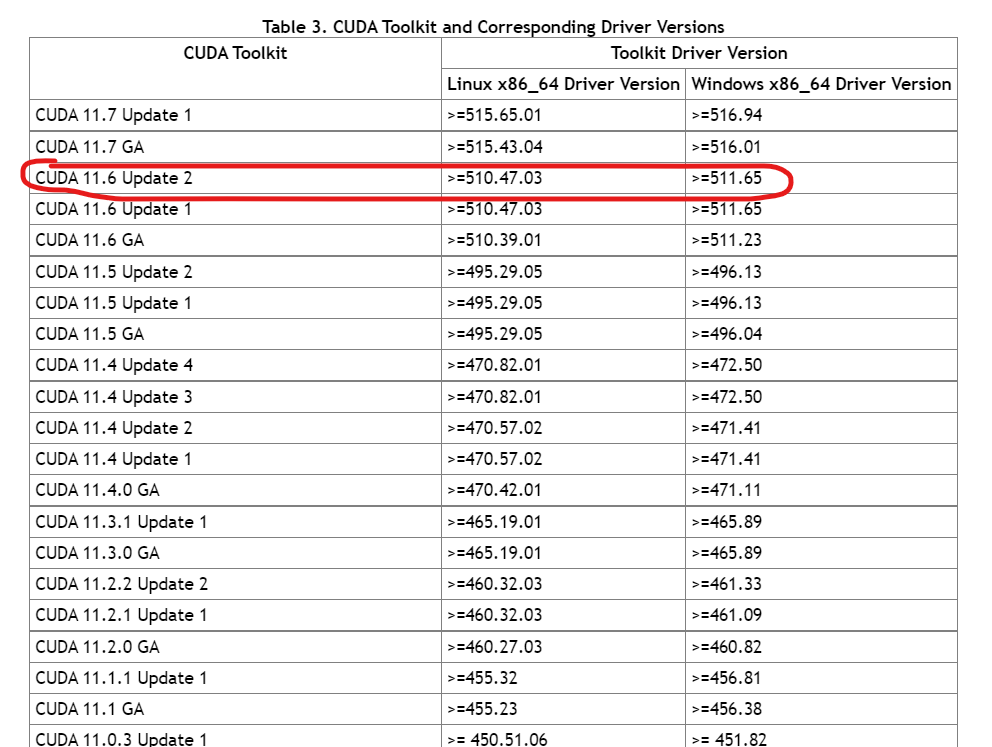 Table 3. CUDA Toolkit and Corresponding Driver Versions
CUDA Toolkit Toolkit Driver Version
Linux x86_64 Driver Version Windows x86_64 Driver Version
CUDA 11.7 Update 1 >=515.65.01 >=516.94
CUDA 11.7 GA >=515.43.04 >=516.01
CUDA 11.6 Update 2 >=510.47.03 >=511.65
CUDA 11.6 Update 1 >=510.47.03 >=511.65
CUDA 11.6 GA >=510.39.01 >=511.23
CUDA 11.5 Update 2 >=495.29.05 >=496.13
CUDA 11.5 Update 1 >=495.29.05 >=496.13
CUDA 11.5 GA >=495.29.05 >=496.04
CUDA 11.4 Update 4 >=470.82.01 >=472.50
CUDA 11.4 Update 3 >=470.82.01 >=472.50
CUDA 11.4 Update 2 >=470.57.02 >=471.41
CUDA 11.4 Update 1 >=470.57.02 >=471.41
CUDA 11.4.0 GA >=470.42.01 >=471.11
CUDA 11.3.1 Update 1 >=465.19.01 >=465.89
CUDA 11.3.0 GA >=465.19.01 >=465.89
CUDA 11.2.2 Update 2 >=460.32.03 >=461.33
CUDA 11.2.1 Update 1 >=460.32.03 >=461.09
CUDA 11.2.0 GA >=460.27.03 >=460.82
CUDA 11.1.1 Update 1 >=455.32 >=456.81
CUDA 11.1 GA >=455.23 >=456.38
CUDA 11.0.3 Update 1 >= 450.51.06 >= 451.82